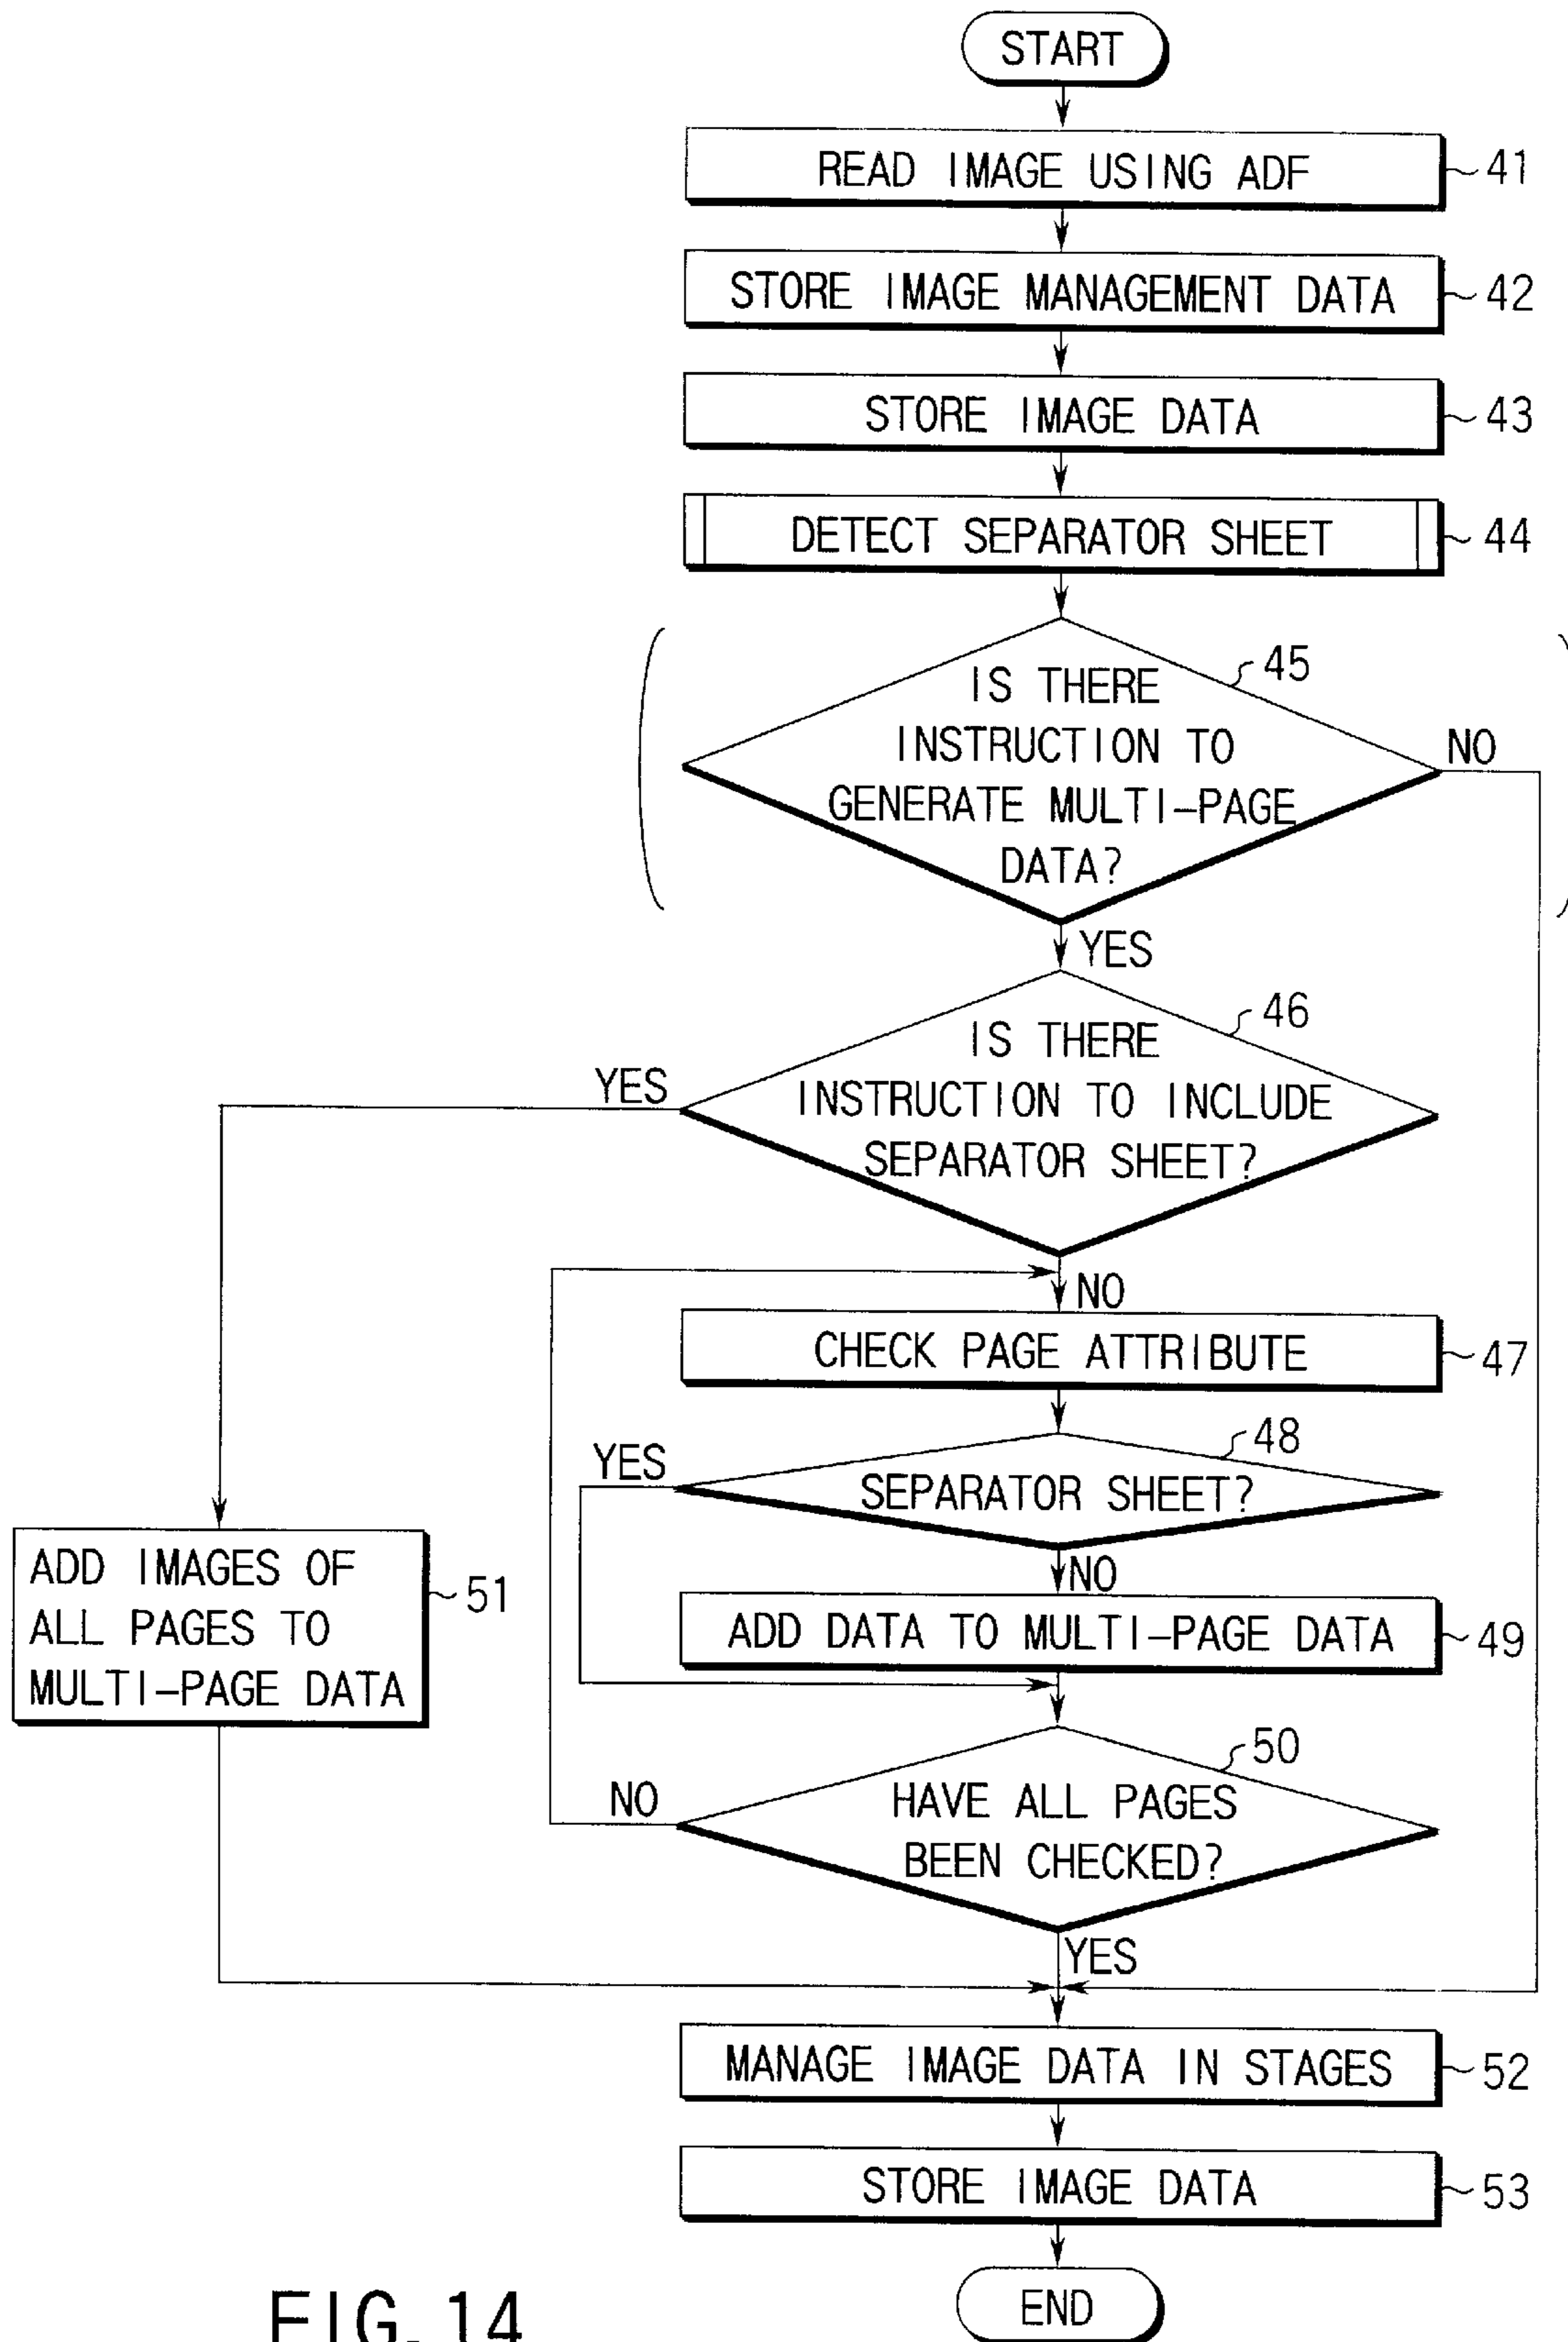 START
READ IMAGE USING ADF
41
STORE IMAGE MANAGEMENT DATA
42
STORE IMAGE DATA
43
DETECT SEPARATOR SHEET
44
45
IS THERE
INSTRUCTION TO
GENERATE MULTI-PAGE
DATA?
NO
YES
46
IS THERE
INSTRUCTION TO INCLUDE
SEPARATOR SHEET?
YES
NO
CHECK PAGE ATTRIBUTE
47
48
SEPARATOR SHEET?
YES
NO
ADD DATA TO MULTI-PAGE DATA
49
ADD IMAGES OF
ALL PAGES TO
MULTI-PAGE DATA
51
50
HAVE ALL PAGES
BEEN CHECKED?
NO
YES
MANAGE IMAGE DATA IN STAGES
52
STORE IMAGE DATA
53
END
FIG. 14